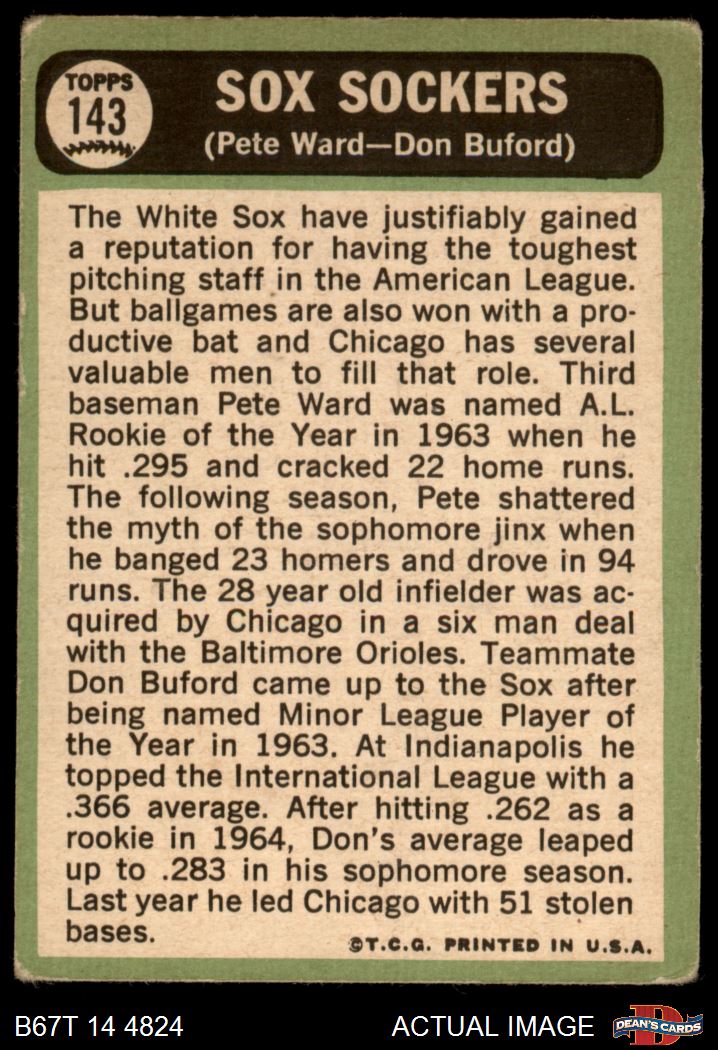 TOPPS
143
SOX SOCKERS
(Pete Ward—Don Buford)
The White Sox have justifiably gained
a reputation for having the toughest
pitching staff in the American League.
But ballgames are also won with a pro-
ductive bat and Chicago has several
valuable men to fill that role. Third
baseman Pete Ward was named A.L.
Rookie of the Year in 1963 when he
hit .295 and cracked 22 home runs.
The following season, Pete shattered
the myth of the sophomore jinx when
he banged 23 homers and drove in 94
runs. The 28 year old infielder was ac-
quired by Chicago in a six man deal
with the Baltimore Orioles. Teammate
Don Buford came up to the Sox after
being named Minor League Player of
the Year in 1963. At Indianapolis he
topped the International League with a
.366 average. After hitting .262 as a
rookie in 1964, Don's average leaped
up to .283 in his sophomore season.
Last year he led Chicago with 51 stolen
bases.
©T.C.G. PRINTED IN U.S.A.
B67T 14 4824
ACTUAL IMAGE
D
DEAN'S CARDS